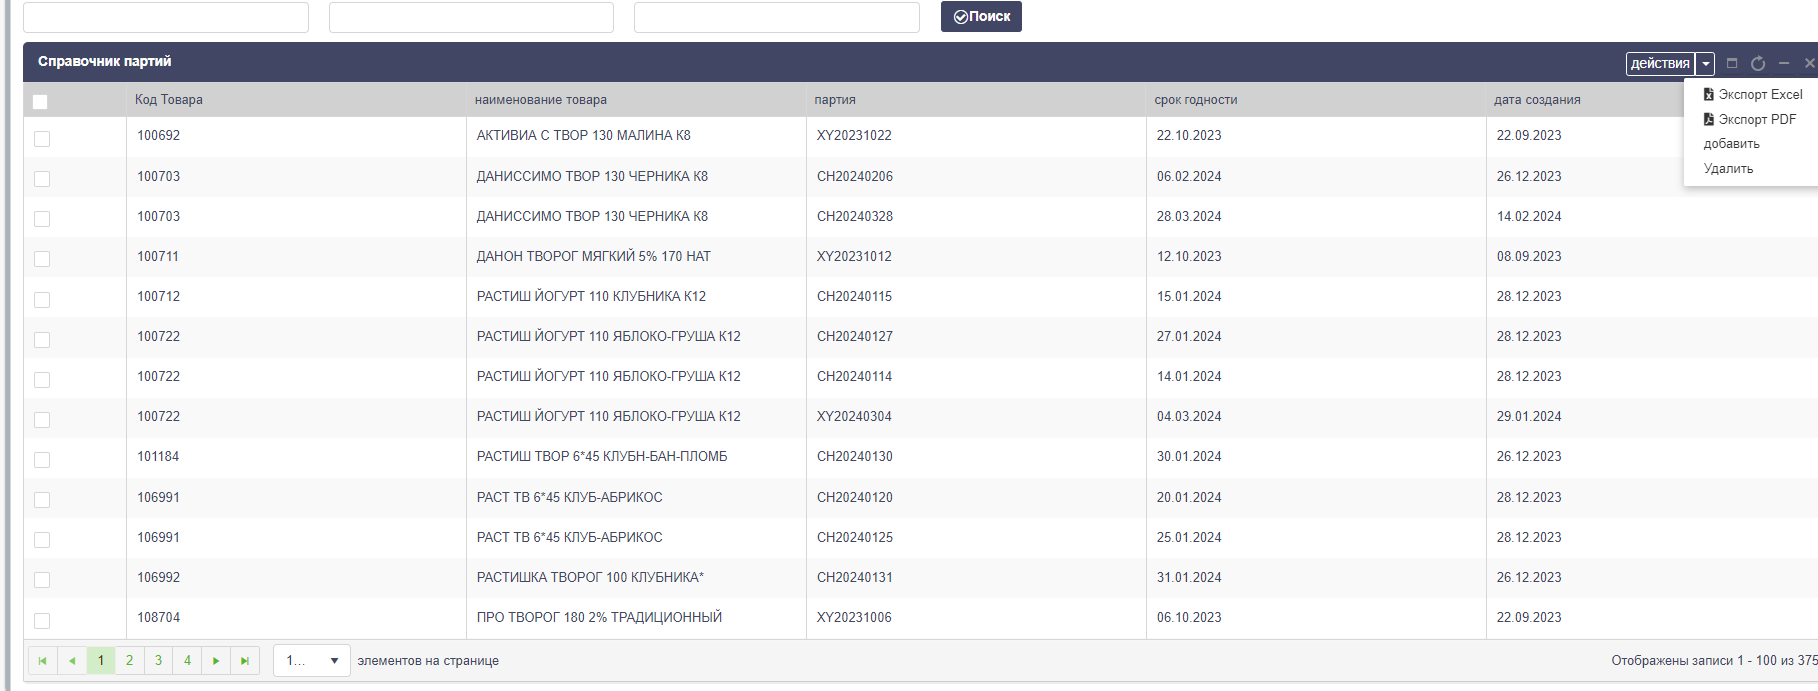 Поиск
Справочник партий
действия
Экспорт Excel
Экспорт PDF
добавить
Удалить
Код Товара наименование товара партия срок годности дата создания
100692 АКТИВИА С ТВОР 130 МАЛИНА К8 XY20231022 22.10.2023 22.09.2023
100703 ДАНИССИМО ТВОР 130 ЧЕРНИКА К8 CH20240206 06.02.2024 26.12.2023
100703 ДАНИССИМО ТВОР 130 ЧЕРНИКА К8 CH20240328 28.03.2024 14.02.2024
100711 ДАНОН ТВОРОГ МЯГКИЙ 5% 170 НАТ XY20231012 12.10.2023 08.09.2023
100712 РАСТИШ ЙОГУРТ 110 КЛУБНИКА К12 CH20240115 15.01.2024 28.12.2023
100722 РАСТИШ ЙОГУРТ 110 ЯБЛОКО-ГРУША К12 CH20240127 27.01.2024 28.12.2023
100722 РАСТИШ ЙОГУРТ 110 ЯБЛОКО-ГРУША К12 CH20240114 14.01.2024 28.12.2023
100722 РАСТИШ ЙОГУРТ 110 ЯБЛОКО-ГРУША К12 XY20240304 04.03.2024 29.01.2024
101184 РАСТИШ ТВОР 6*45 КЛУБН-БАН-ПЛОМБ CH20240130 30.01.2024 26.12.2023
106991 РАСТ ТВ 6*45 КЛУБ-АБРИКОС CH20240120 20.01.2024 28.12.2023
106991 РАСТ ТВ 6*45 КЛУБ-АБРИКОС CH20240125 25.01.2024 28.12.2023
106992 РАСТИШКА ТВОРОГ 100 КЛУБНИКА* CH20240131 31.01.2024 26.12.2023
108704 ПРО ТВОРОГ 180 2% ТРАДИЦИОННЫЙ XY20231006 06.10.2023 22.09.2023
1 2 3 4 1... элементов на странице Отображены записи 1 - 100 из 375